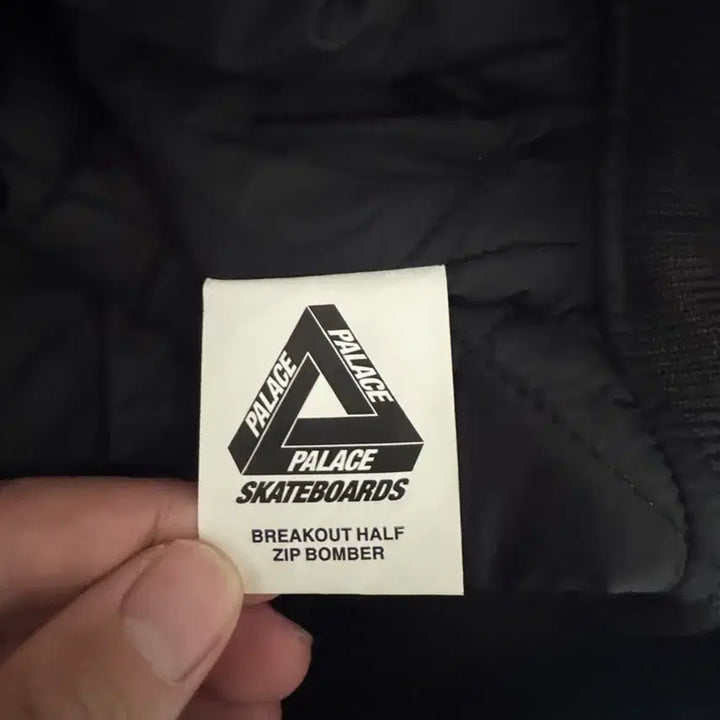 PALACE
PALACE
PALACE
SKATEBOARDS
BREAKOUT HALF
ZIP BOMBER